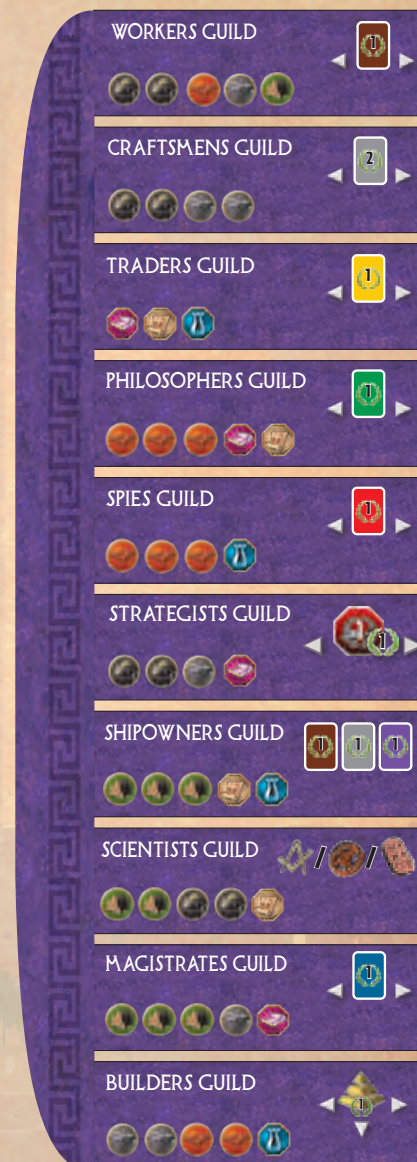 WORKERS GUILD
1
CRAFTSMENS GUILD
2
TRADERS GUILD
1
PHILOSOPHERS GUILD
1
SPIES GUILD
1
STRATEGISTS GUILD
-1
1
SHIPOWNERS GUILD
1 1 1
SCIENTISTS GUILD / /
MAGISTRATES GUILD
1
BUILDERS GUILD
1